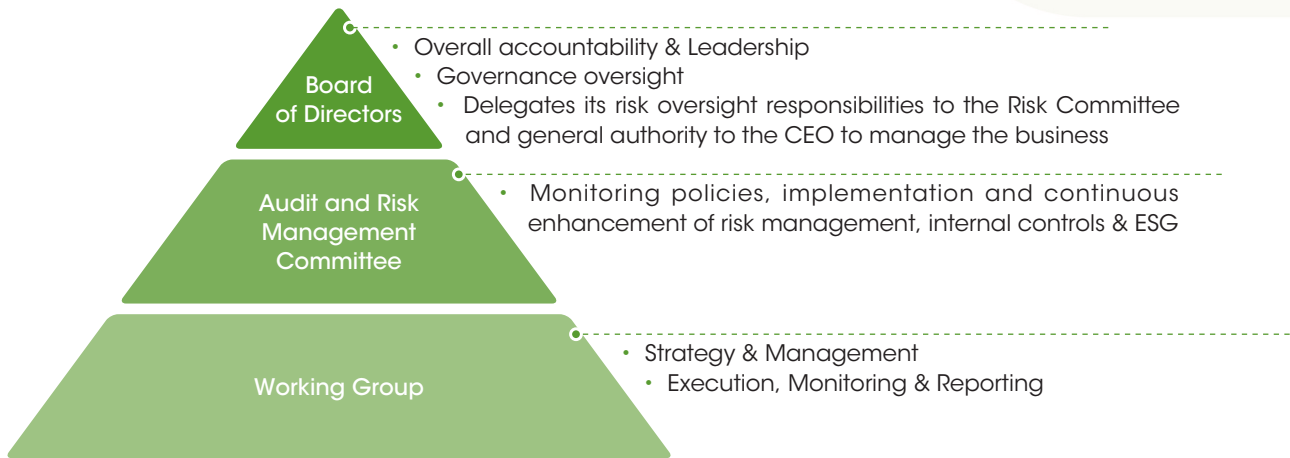 Board
of Directors
• Overall accountability & Leadership
• Governance oversight
• Delegates its risk oversight responsibilities to the Risk Committee
and general authority to the CEO to manage the business
Audit and Risk
Management
Committee
• Monitoring policies, implementation and continuous
enhancement of risk management, internal controls & ESG
Working Group
• Strategy & Management
• Execution, Monitoring & Reporting